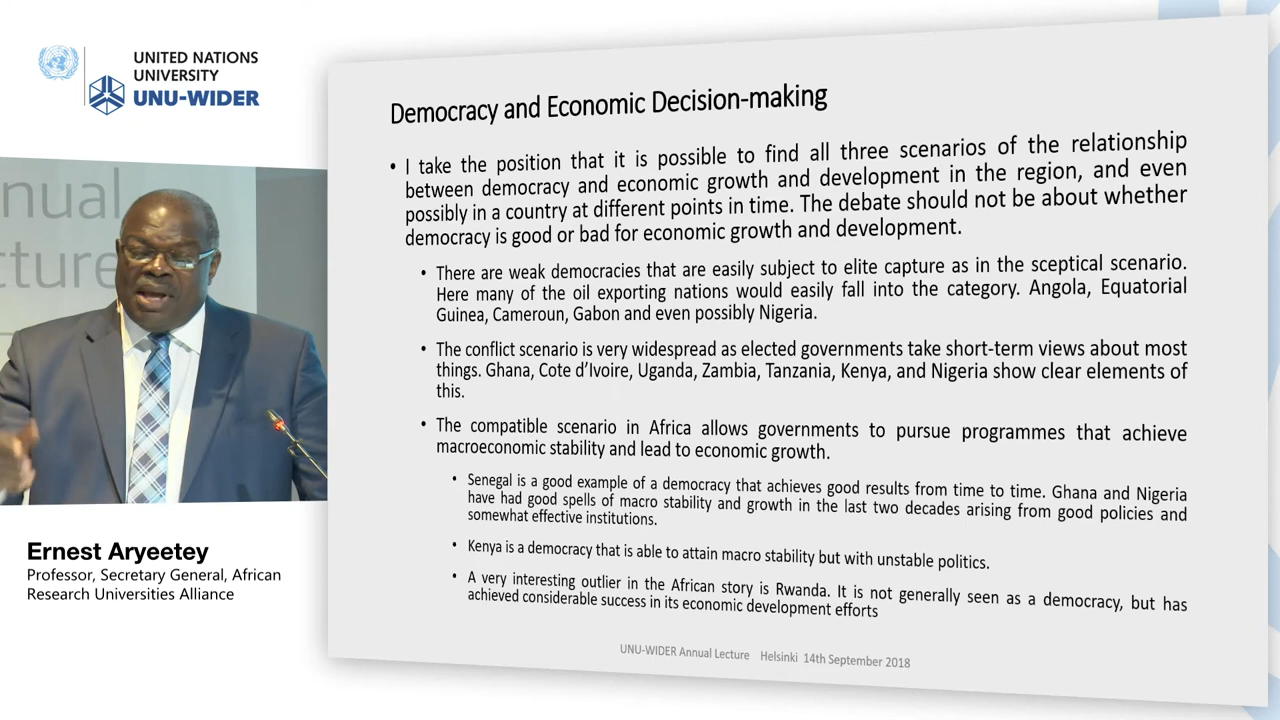 UNITED NATIONS
UNIVERSITY
UNU-WIDER
nual
cture
Ernest Aryeetey
Professor, Secretary General, African
Research Universities Alliance
Democracy and Economic Decision-making
• I take the position that it is possible to find all three scenarios of the relationship
between democracy and economic growth and development in the region, and even
possibly in a country at different points in time. The debate should not be about whether
democracy is good or bad for economic growth and development.
• There are weak democracies that are easily subject to elite capture as in the sceptical scenario.
Here many of the oil exporting nations would easily fall into the category. Angola, Equatorial
Guinea, Cameroun, Gabon and even possibly Nigeria.
• The conflict scenario is very widespread as elected governments take short-term views about most
things. Ghana, Cote d’Ivoire, Uganda, Zambia, Tanzania, Kenya, and Nigeria show clear elements of
this.
• The compatible scenario in Africa allows governments to pursue programmes that achieve
macroeconomic stability and lead to economic growth.
• Senegal is a good example of a democracy that achieves good results from time to time. Ghana and Nigeria
have had good spells of macro stability and growth in the last two decades arising from good policies and
somewhat effective institutions.
• Kenya is a democracy that is able to attain macro stability but with unstable politics.
• A very interesting outlier in the African story is Rwanda. It is not generally seen as a democracy, but has
achieved considerable success in its economic development efforts
UNU-WIDER Annual Lecture Helsinki 14th September 2018